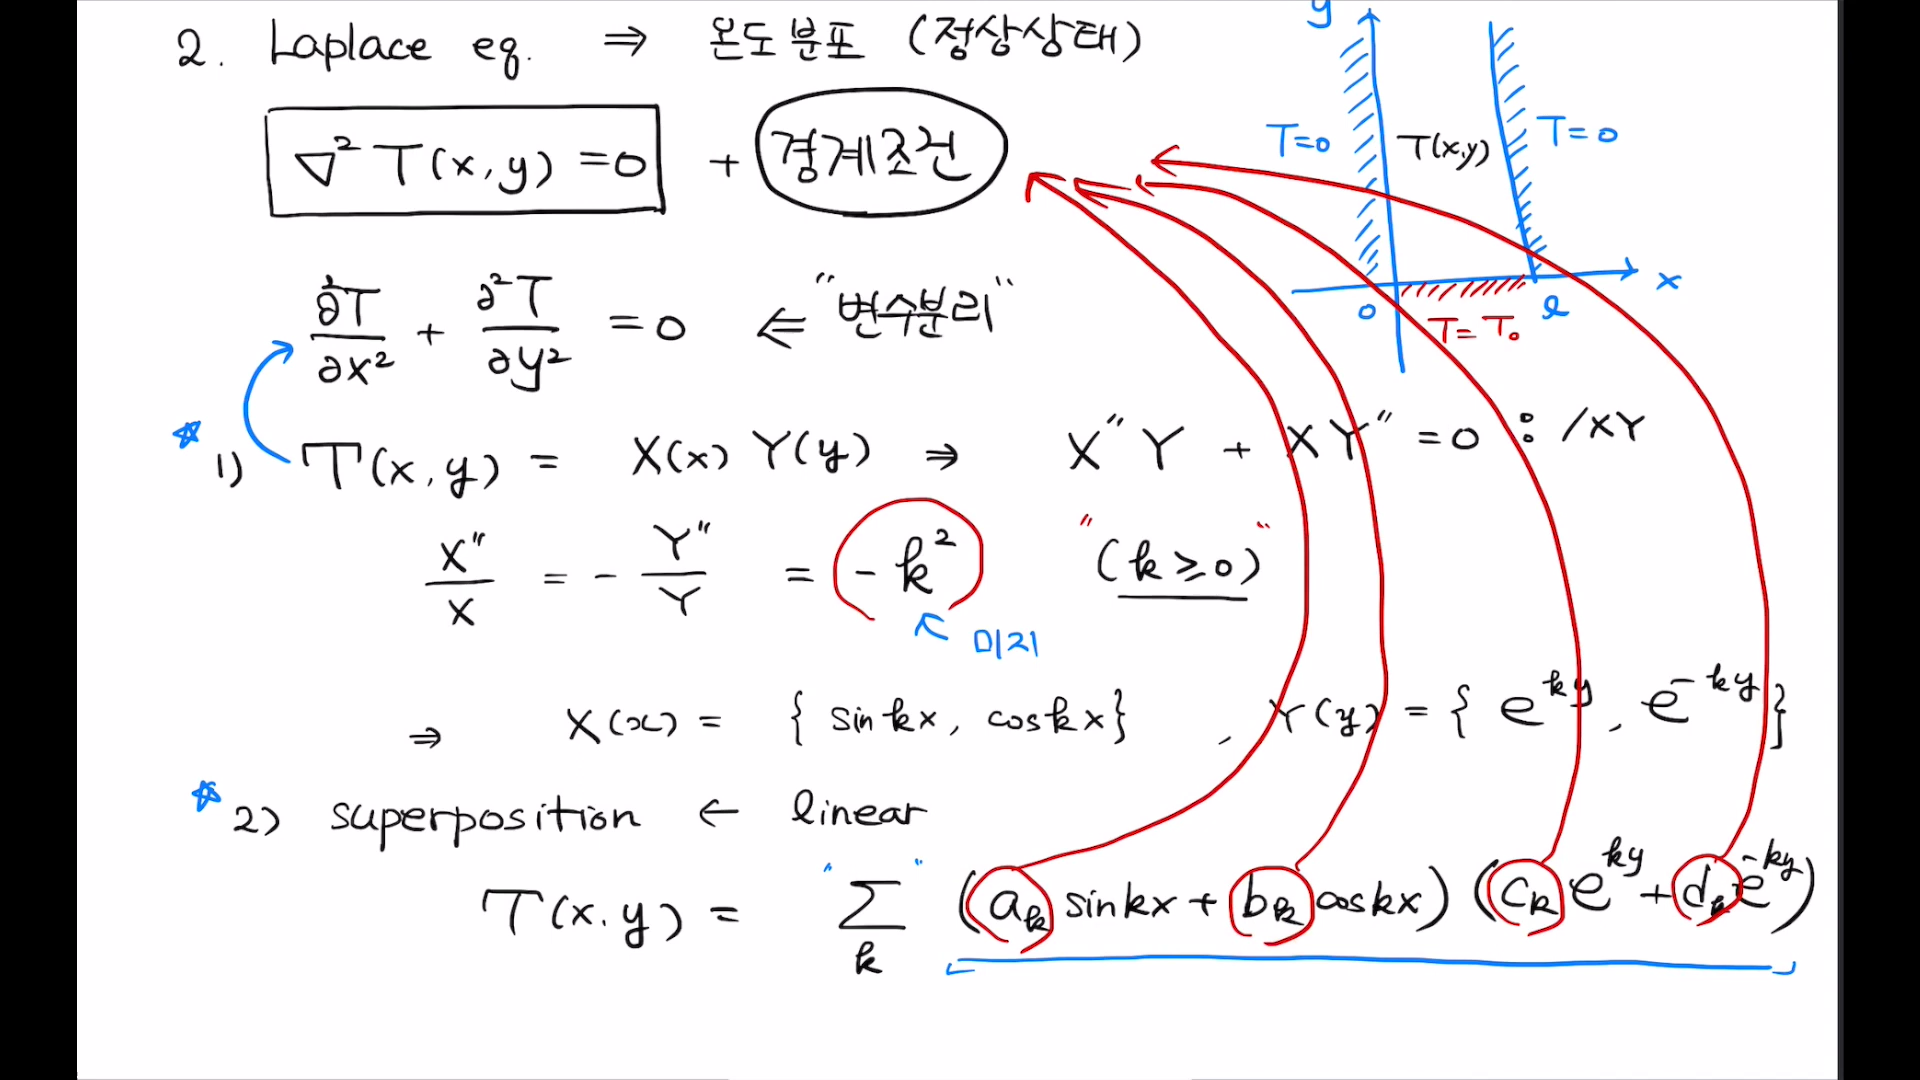 2. Laplace eq. ⇒ 온도분포 (정상상태)
y
∇² T(x,y) = 0 + 경계조건
T=0 T(x,y) T=0
x
0 T=T₀ l
∂²T/∂x² + ∂²T/∂y² = 0 ⇐ "변수분리"
1) T(x,y) = X(x) Y(y) ⇒ X"Y + XY" = 0 : /XY
X"/X = - Y"/Y = -k² "(k ≥ 0)"
미리
⇒ X(x) = { sin kx, cos kx } , Y(y) = { e^{ky}, e^{-ky} }
2) superposition ← linear
T(x,y) = "∑_k" (a_k sin kx + b_k cos kx) (c_k e^{ky} + d_k e^{-ky})